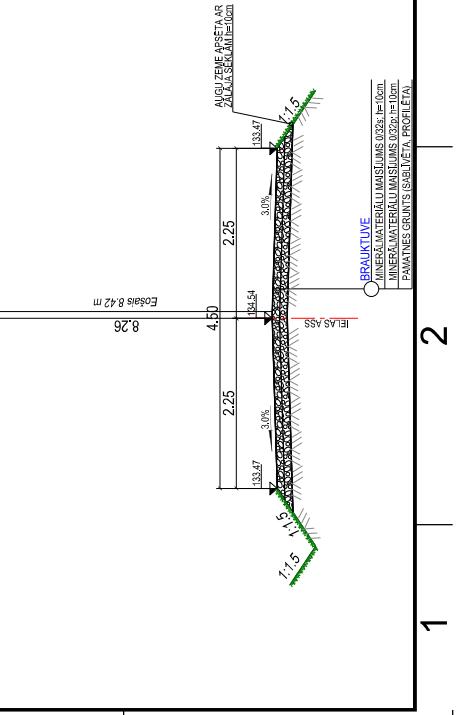 AUGU ZEME APSĒTA AR
ZĀLĀJA SĒKLĀM h=10cm
1:1.5
133.47
3.0%
2.25
Esošais 8.42 m
8.26
134.54
4.50
IELAS ASS
2.25
3.0%
133.47
1:1.5
1:1.5
BRAUKTUVE
MINERĀLMATERIĀLU MAISĪJUMS 0/32s; h=10cm
MINERĀLMATERIĀLU MAISĪJUMS 0/32p; h=10cm
PAMATNES GRUNTS (SABLĪVĒTA, PROFILĒTA)
2
1